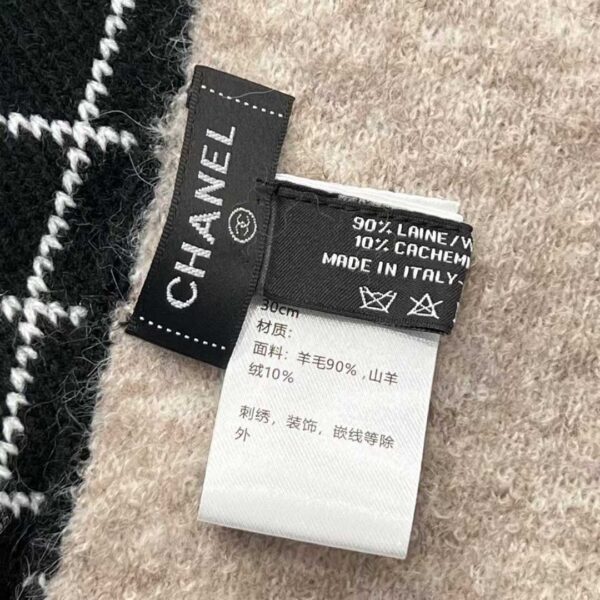 CHANEL
90% LAINE/W
10% CACHEMI
MADE IN ITALY-
30cm
材质:
面料: 羊毛90% ,山羊
绒10%
刺绣，装饰，嵌线等除
外